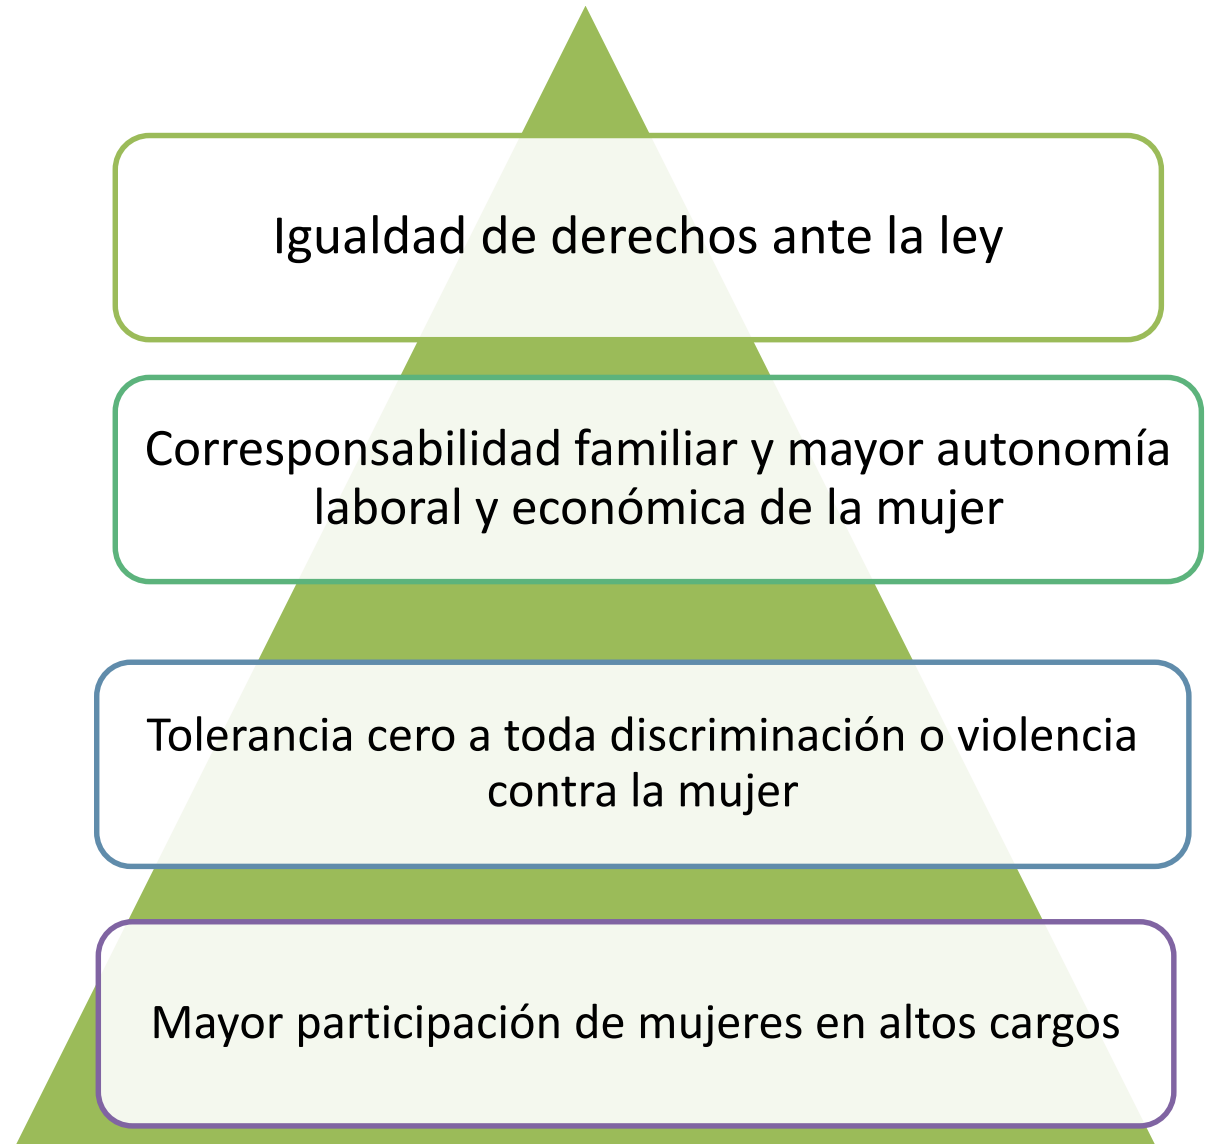 Igualdad de derechos ante la ley
Corresponsabilidad familiar y mayor autonomía
laboral y económica de la mujer
Tolerancia cero a toda discriminación o violencia
contra la mujer
Mayor participación de mujeres en altos cargos